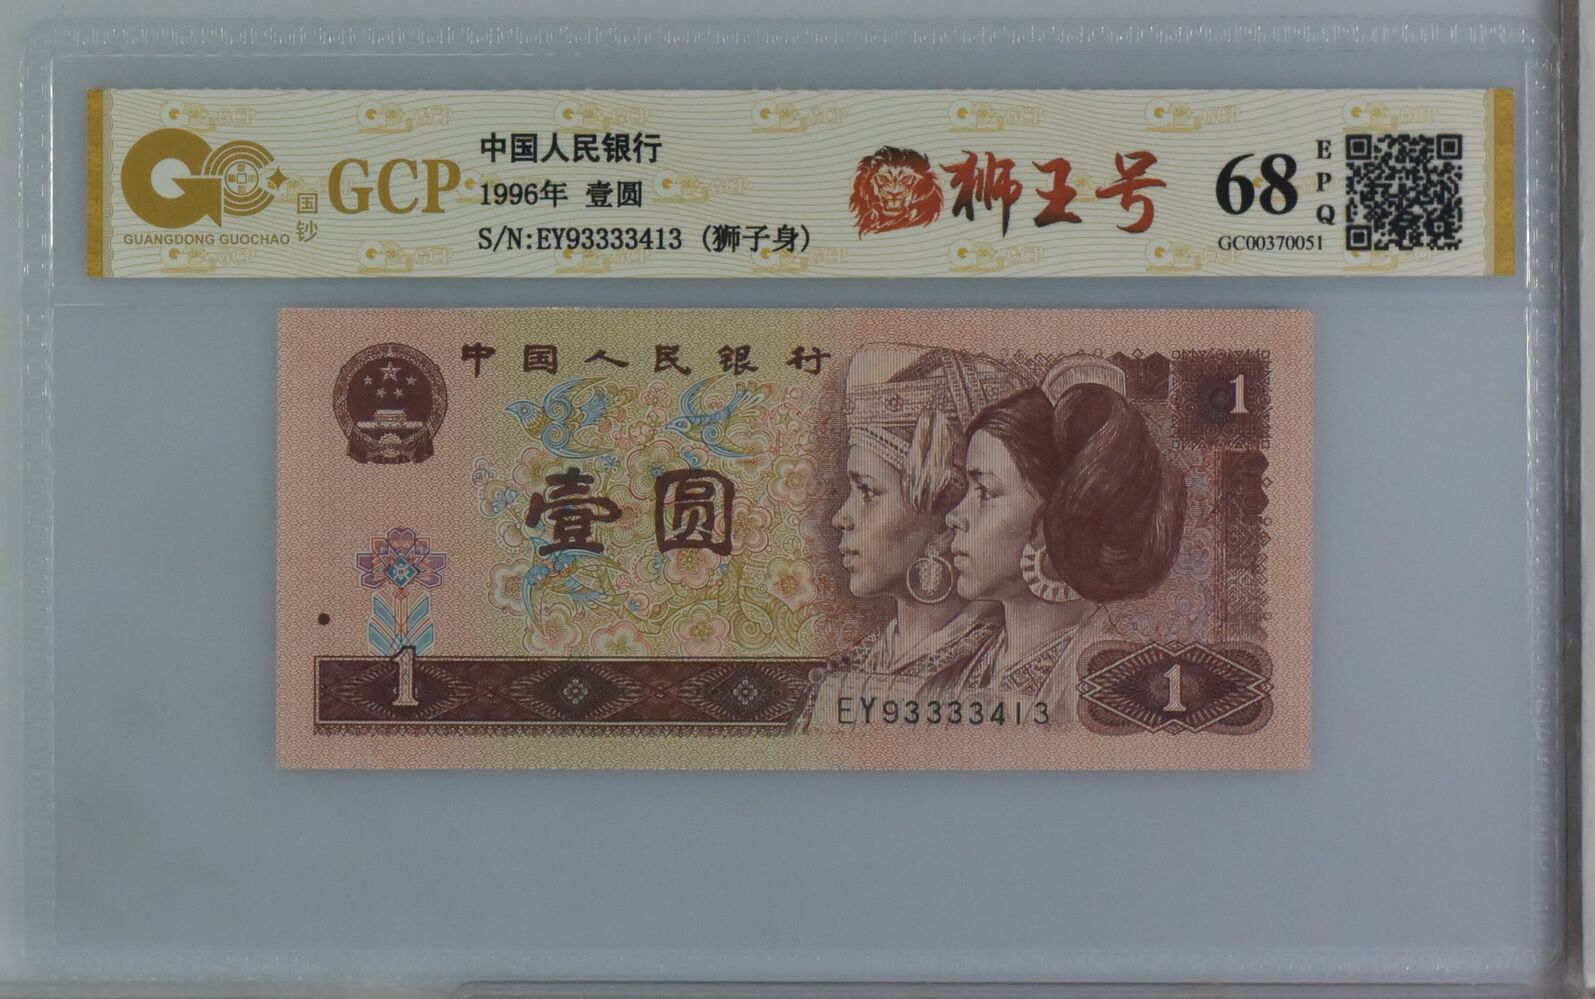 GCP
GUANGDONG GUOCHAO
国钞
中国人民银行
1996年 壹圆
S/N:EY93333413 (狮子身)
狮王号
68
EPQ
GC00370051
中国人民银行
1
壹圆
1
EY93333413
1